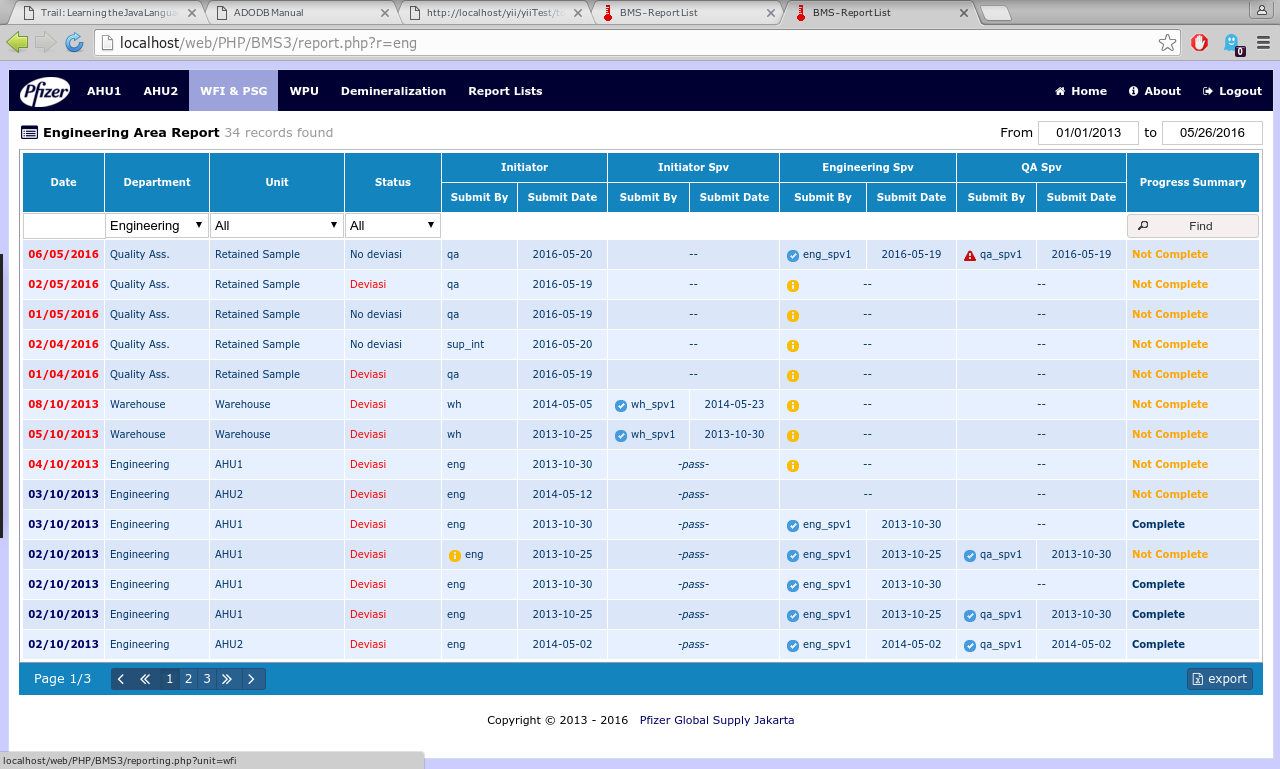 Trail: Learning the Java Langua
ADODB Manual
http://localhost/yii/yiiTest/to
BMS - Report List
BMS - Report List
localhost/web/PHP/BMS3/report.php?r=eng
0
Pfizer AHU1 AHU2 WFI & PSG WPU Demineralization Report Lists Home About Logout
Engineering Area Report 34 records found From 01/01/2013 to 05/26/2016
Date Department Unit Status Initiator Initiator Spv Engineering Spv QA Spv Progress Summary
Submit By Submit Date Submit By Submit Date Submit By Submit Date Submit By Submit Date
Engineering All All Find
06/05/2016 Quality Ass. Retained Sample No deviasi qa 2016-05-20 -- eng_spv1 2016-05-19 qa_spv1 2016-05-19 Not Complete
02/05/2016 Quality Ass. Retained Sample Deviasi qa 2016-05-19 -- -- -- Not Complete
01/05/2016 Quality Ass. Retained Sample No deviasi qa 2016-05-19 -- -- -- Not Complete
02/04/2016 Quality Ass. Retained Sample No deviasi sup_int 2016-05-20 -- -- -- Not Complete
01/04/2016 Quality Ass. Retained Sample Deviasi qa 2016-05-19 -- -- -- Not Complete
08/10/2013 Warehouse Warehouse Deviasi wh 2014-05-05 wh_spv1 2014-05-23 -- -- Not Complete
05/10/2013 Warehouse Warehouse Deviasi wh 2013-10-25 wh_spv1 2013-10-30 -- -- Not Complete
04/10/2013 Engineering AHU1 Deviasi eng 2013-10-30 -pass- -- -- Not Complete
03/10/2013 Engineering AHU2 Deviasi eng 2014-05-12 -pass- -- -- Not Complete
03/10/2013 Engineering AHU1 Deviasi eng 2013-10-30 -pass- eng_spv1 2013-10-30 -- Complete
02/10/2013 Engineering AHU1 Deviasi eng 2013-10-25 -pass- eng_spv1 2013-10-25 qa_spv1 2013-10-30 Not Complete
02/10/2013 Engineering AHU1 Deviasi eng 2013-10-30 -pass- eng_spv1 2013-10-30 -- Complete
02/10/2013 Engineering AHU1 Deviasi eng 2013-10-25 -pass- eng_spv1 2013-10-25 qa_spv1 2013-10-30 Complete
02/10/2013 Engineering AHU2 Deviasi eng 2014-05-02 -pass- eng_spv1 2014-05-02 qa_spv1 2014-05-02 Complete
Page 1/3 1 2 3 export
Copyright © 2013 - 2016 Pfizer Global Supply Jakarta
localhost/web/PHP/BMS3/reporting.php?unit=wfi